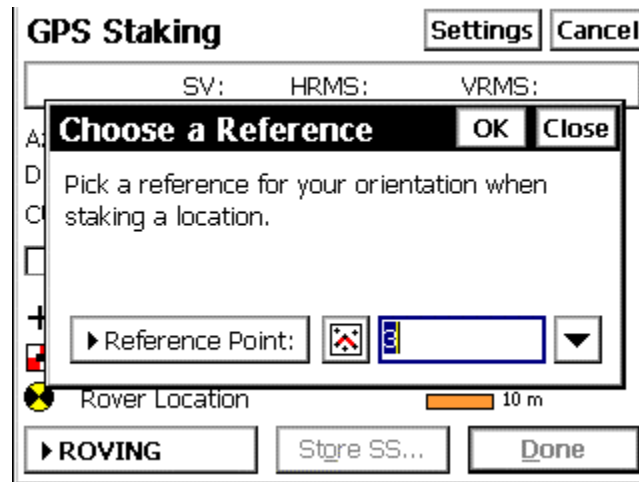 GPS Staking Settings Cancel
SV: HRMS: VRMS:
Choose a Reference OK Close
Pick a reference for your orientation when
staking a location.
Reference Point: 3
Rover Location 10 m
ROVING Store SS... Done